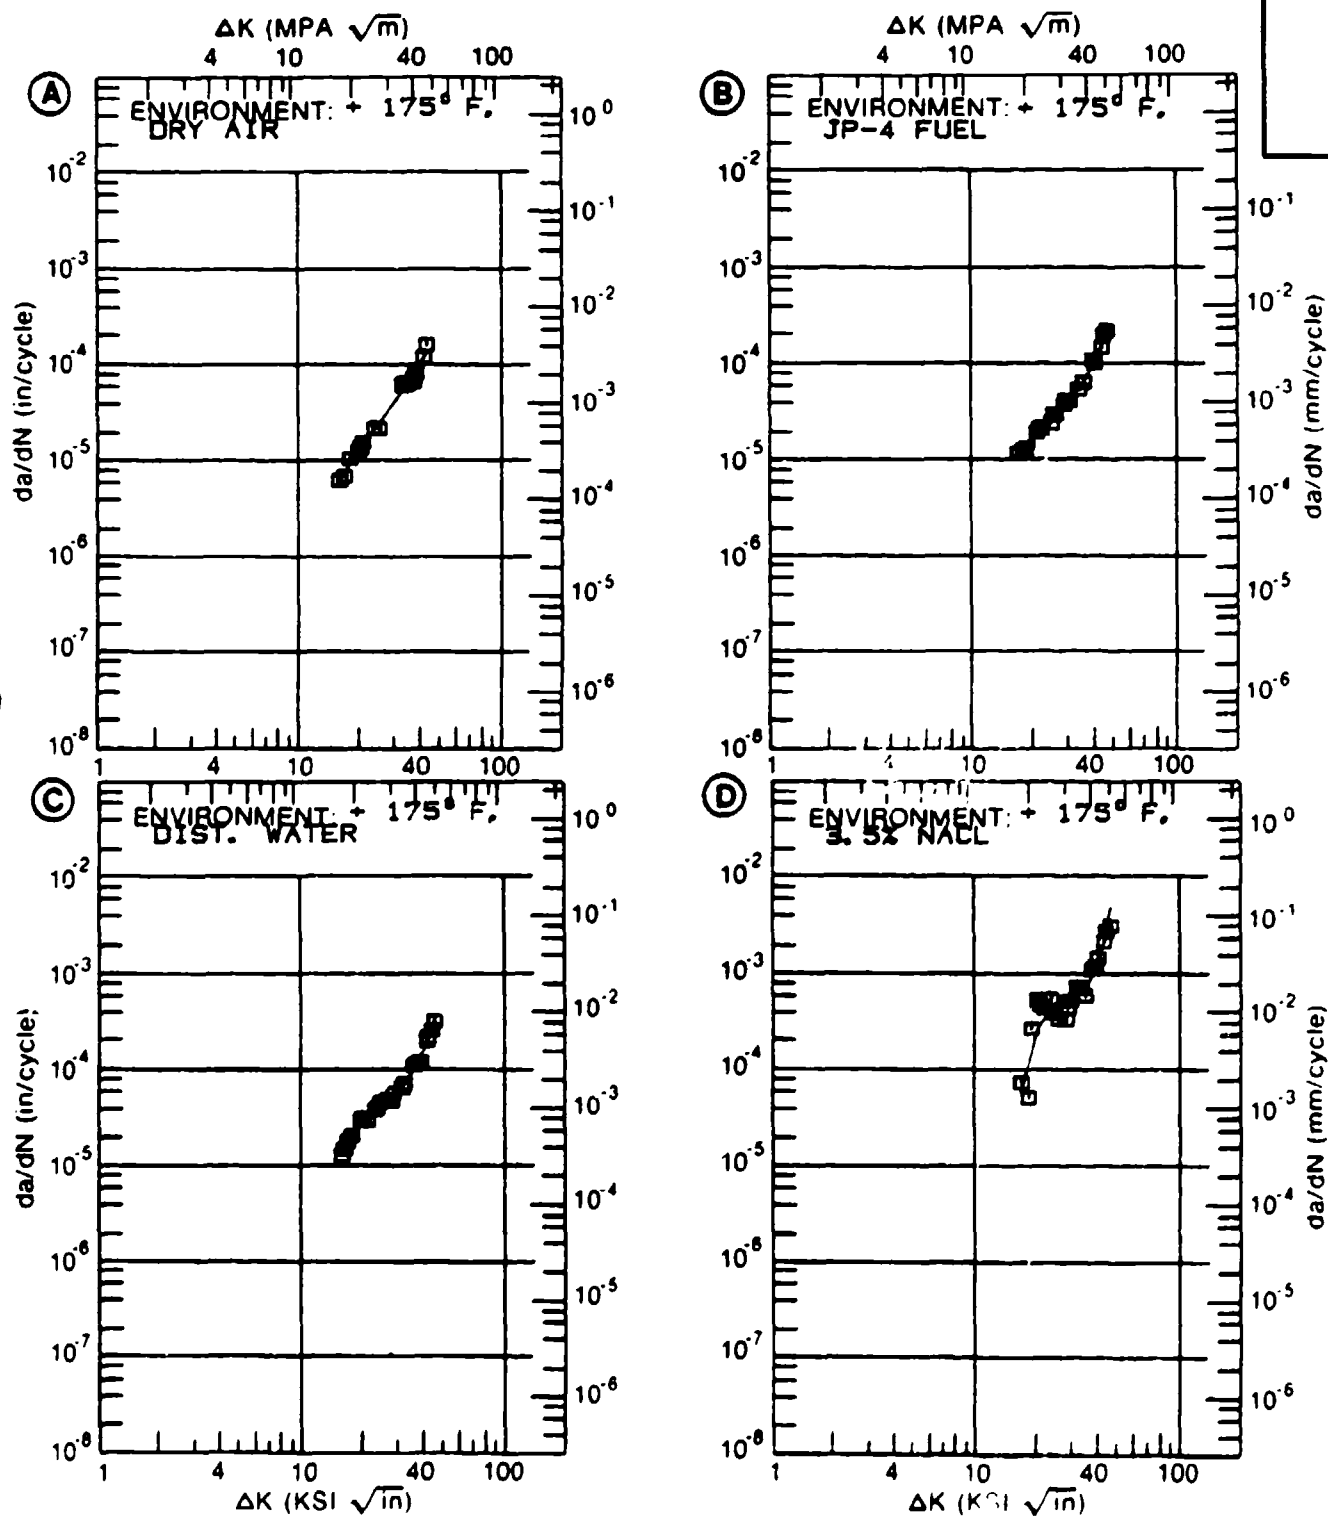 ΔK (MPA √m) ΔK (MPA √m)
4 10 40 100 4 10 40 100
A B
ENVIRONMENT: + 175° F. ENVIRONMENT: + 175° F.
DRY AIR JP-4 FUEL
10⁰
10⁻² 10⁻²
10⁻¹ 10⁻¹
10⁻³ 10⁻³
10⁻² 10⁻²
10⁻⁴ 10⁻⁴
10⁻³ 10⁻³
10⁻⁵ 10⁻⁵
10⁻⁴ 10⁻⁴
10⁻⁶ 10⁻⁶
10⁻⁵ 10⁻⁵
10⁻⁷ 10⁻⁷
10⁻⁶ 10⁻⁶
10⁻⁸ 10⁻⁸
da/dN (in/cycle) da/dN (mm/cycle)
1 4 10 40 100 1 4 10 40 100
C D
ENVIRONMENT: + 175° F. ENVIRONMENT: + 175° F.
DIST. WATER 3.5% NACL
10⁰ 10⁰
10⁻² 10⁻²
10⁻¹ 10⁻¹
10⁻³ 10⁻³
10⁻² 10⁻²
10⁻⁴ 10⁻⁴
10⁻³ 10⁻³
10⁻⁵ 10⁻⁵
10⁻⁴ 10⁻⁴
10⁻⁶ 10⁻⁶
10⁻⁵ 10⁻⁵
10⁻⁷ 10⁻⁷
10⁻⁶ 10⁻⁶
10⁻⁸ 10⁻⁸
da/dN (in/cycle) da/dN (mm/cycle)
1 4 10 40 100 1 4 10 40 100
ΔK (KSI √in) ΔK (KSI √in)